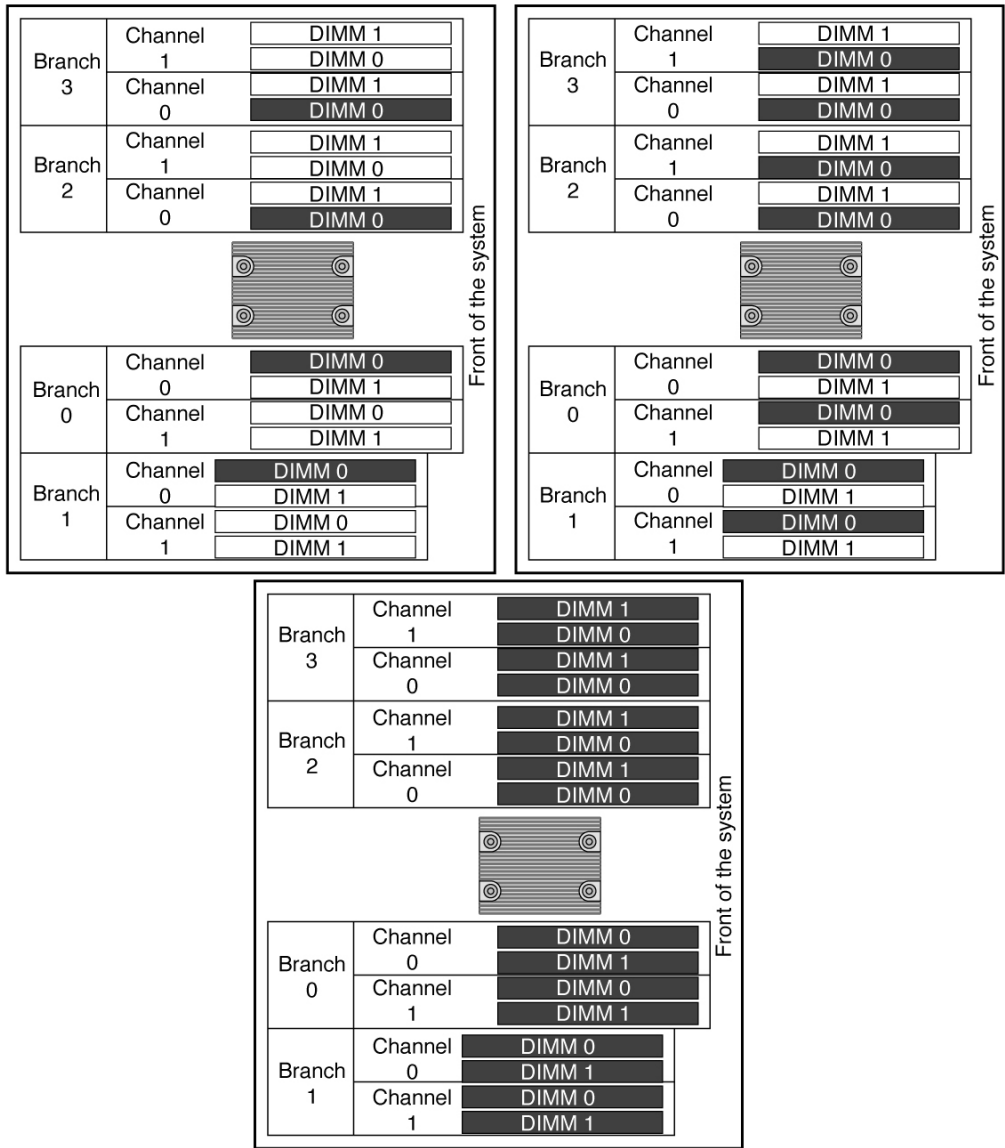 Channel
1
DIMM 1
DIMM 0
Branch
3
Channel
0
DIMM 1
DIMM 0
Channel
1
DIMM 1
DIMM 0
Branch
2
Channel
0
DIMM 1
DIMM 0
Front of the system
Channel
0
DIMM 0
DIMM 1
Branch
0
Channel
1
DIMM 0
DIMM 1
Channel
0
DIMM 0
DIMM 1
Branch
1
Channel
1
DIMM 0
DIMM 1
Channel
1
DIMM 1
DIMM 0
Branch
3
Channel
0
DIMM 1
DIMM 0
Channel
1
DIMM 1
DIMM 0
Branch
2
Channel
0
DIMM 1
DIMM 0
Front of the system
Channel
0
DIMM 0
DIMM 1
Branch
0
Channel
1
DIMM 0
DIMM 1
Channel
0
DIMM 0
DIMM 1
Branch
1
Channel
1
DIMM 0
DIMM 1
Channel
1
DIMM 1
DIMM 0
Branch
3
Channel
0
DIMM 1
DIMM 0
Channel
1
DIMM 1
DIMM 0
Branch
2
Channel
0
DIMM 1
DIMM 0
Front of the system
Channel
0
DIMM 0
DIMM 1
Branch
0
Channel
1
DIMM 0
DIMM 1
Channel
0
DIMM 0
DIMM 1
Branch
1
Channel
1
DIMM 0
DIMM 1